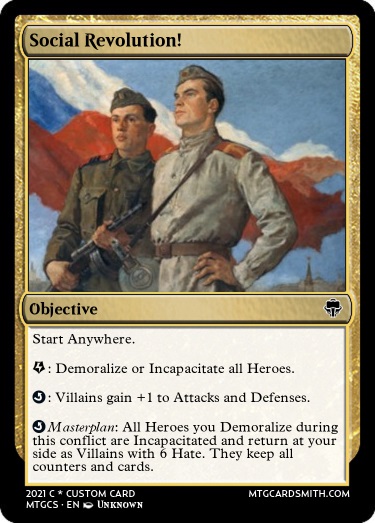 Social Revolution!
Objective
Start Anywhere.
: Demoralize or Incapacitate all Heroes.
: Villains gain +1 to Attacks and Defenses.
Masterplan: All Heroes you Demoralize during
this conflict are Incapacitated and return at your
side as Villains with 6 Hate. They keep all
counters and cards.
2021 C * CUSTOM CARD
MTGCARDSMITH.COM
MTGCS · EN Unknown